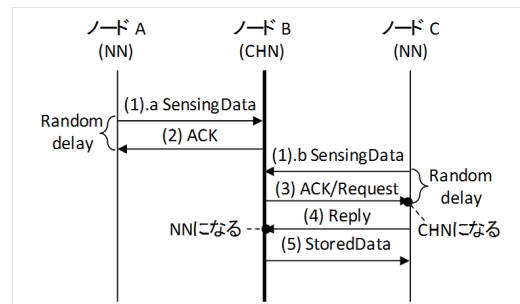 ノード A
(NN)
ノード B
(CHN)
ノード C
(NN)
Random
delay
(1).a SensingData
(2) ACK
(1).b SensingData
(3) ACK/Request
Random
delay
(4) Reply
NNになる
CHNになる
(5) StoredData